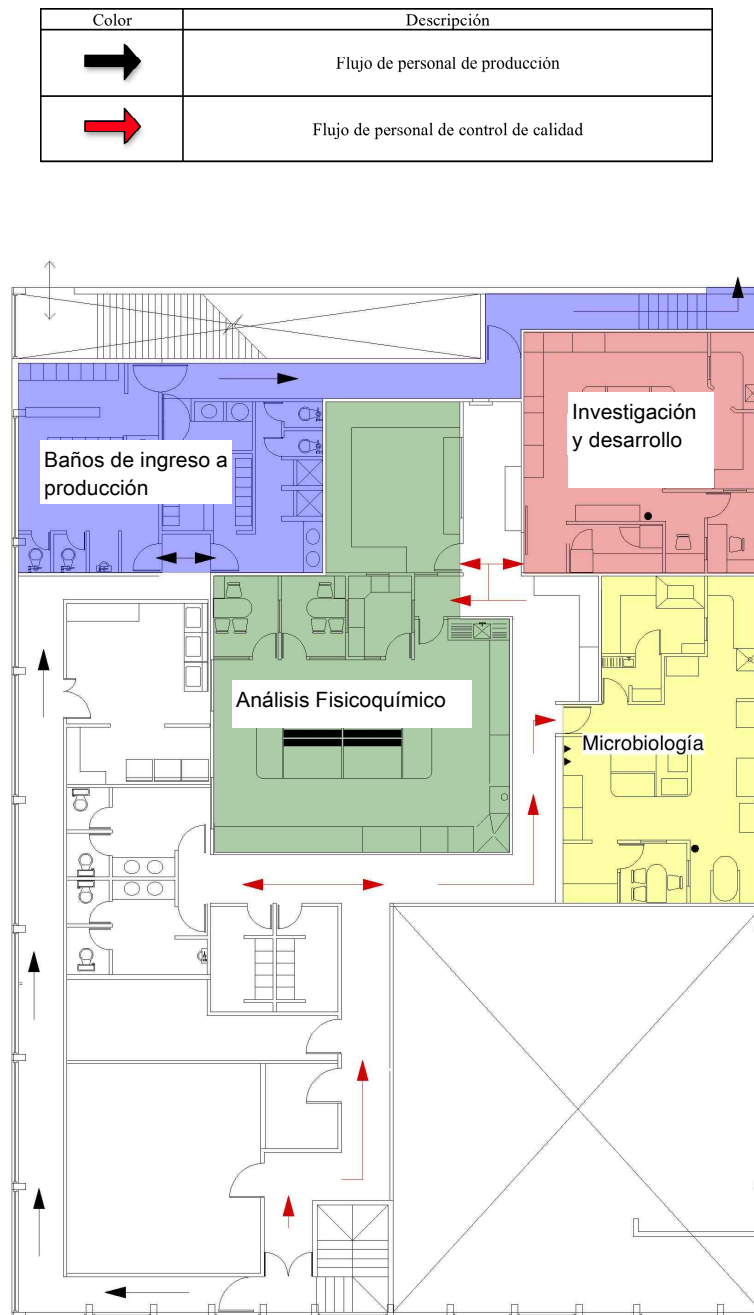 Color Descripción
Flujo de personal de producción
Flujo de personal de control de calidad
Investigación
y desarrollo
Baños de ingreso a
producción
Análisis Fisicoquímico
Microbiología